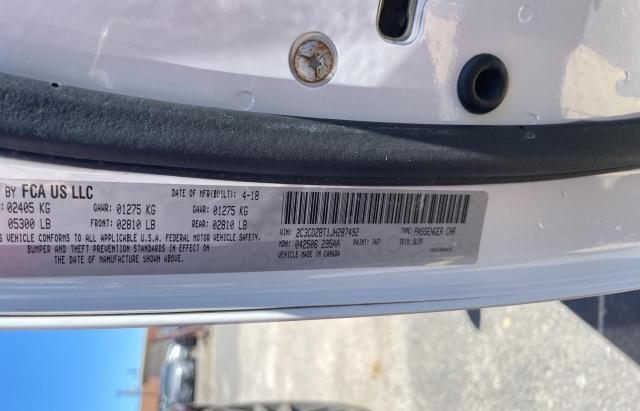 BY FCA US LLC
DATE OF MFR(BUILT): 4-18
: 02405 KG
GAWR: 01275 KG
GAWR: 01275 KG
05300 LB
FRONT: 02810 LB
REAR: 02810 LB
S VEHICLE CONFORMS TO ALL U.S.A. FEDERAL MOTOR VEHICLE SAFETY,
BUMPER AND THEFT PREVENTION STANDARDS IN EFFECT ON
THE DATE OF MANUFACTURE SHOWN ABOVE.
VIN: 2C3CDZBT1JH287492
TYPE: PASSENGER CAR
MDH: 042506 285AA
PAINT: PW7
TRIM:
VEHICLE MADE IN CANADA